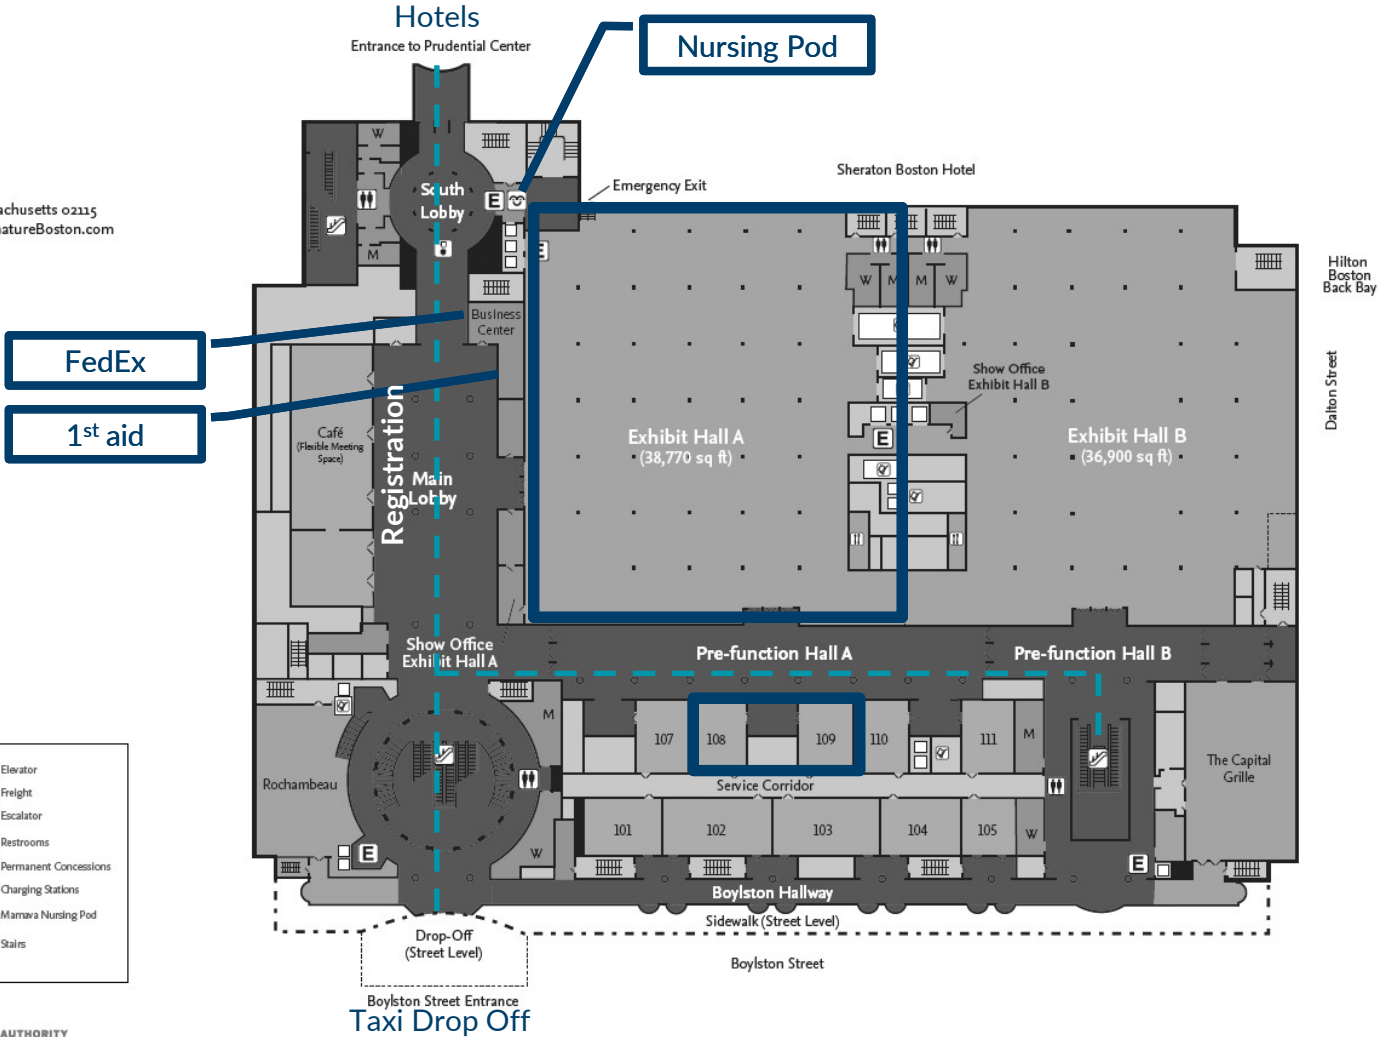 Hotels
Entrance to Prudential Center
Nursing Pod
W
South
Lobby
E
Emergency Exit
Sheraton Boston Hotel
achusetts 02115
natureBoston.com
M
E
Hilton
Boston
Back Bay
W
M
M
W
Business
Center
FedEx
1st aid
Show Office
Exhibit Hall B
Dalton Street
Registration
Café
(Flexible Meeting
Space)
Main
Lobby
Exhibit Hall A
(38,770 sq ft)
E
Exhibit Hall B
(36,900 sq ft)
Show Office
Exhibit Hall A
Pre-function Hall A
Pre-function Hall B
M
107
108
109
110
111
M
Rochambeau
Service Corridor
The Capital
Grille
101
102
103
104
105
W
W
E
E
Boylston Hallway
Sidewalk (Street Level)
Drop-Off
(Street Level)
Boylston Street
Boylston Street Entrance
Taxi Drop Off
Elevator
Freight
Escalator
Restrooms
Permanent Concessions
Charging Stations
Mamava Nursing Pod
Stairs
AUTHORITY